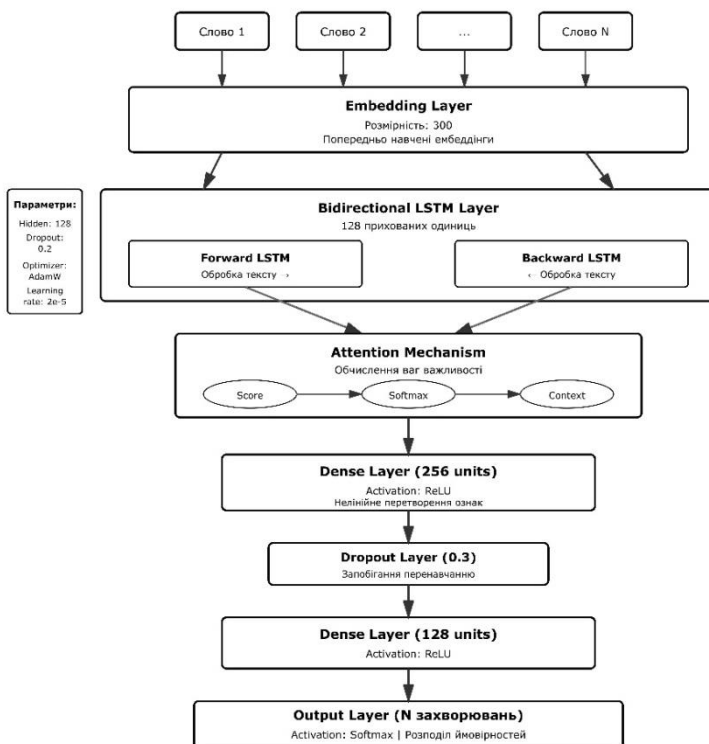 Слово 1
Слово 2
...
Слово N
Embedding Layer
Розмірність: 300
Попередньо навчені ембеддінги
Параметри:
Hidden: 128
Dropout:
0.2
Optimizer:
AdamW
Learning
rate: 2e-5
Bidirectional LSTM Layer
128 прихованих одиниць
Forward LSTM
Обробка тексту →
Backward LSTM
← Обробка тексту
Attention Mechanism
Обчислення ваг важливості
Score
Softmax
Context
Dense Layer (256 units)
Activation: ReLU
Нелінійне перетворення ознак
Dropout Layer (0.3)
Запобігання перенавчанню
Dense Layer (128 units)
Activation: ReLU
Output Layer (N захворювань)
Activation: Softmax | Розподіл ймовірностей